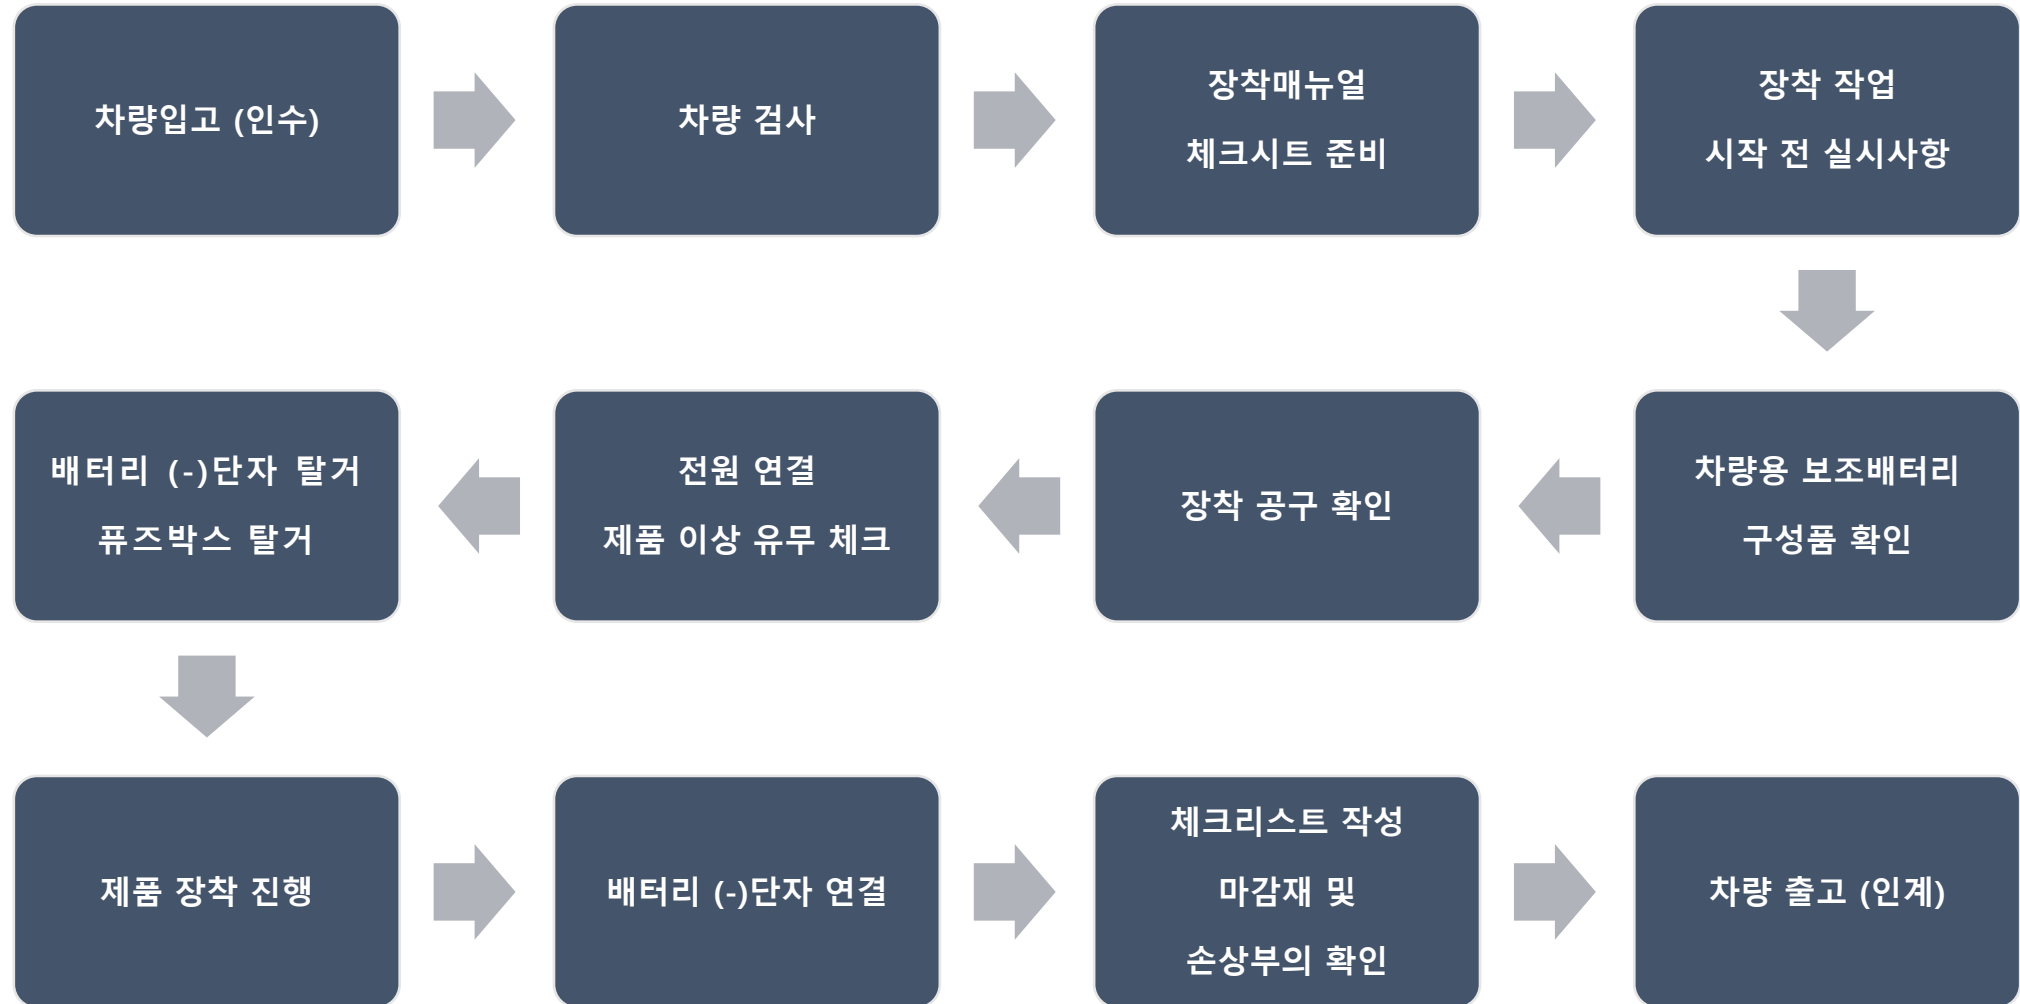 차량입고 (인수)
차량 검사
장착매뉴얼
체크시트 준비
장착 작업
시작 전 실시사항
차량용 보조배터리
구성품 확인
장착 공구 확인
전원 연결
제품 이상 유무 체크
배터리 (-)단자 탈거
퓨즈박스 탈거
제품 장착 진행
배터리 (-)단자 연결
체크리스트 작성
마감재 및
손상부의 확인
차량 출고 (인계)